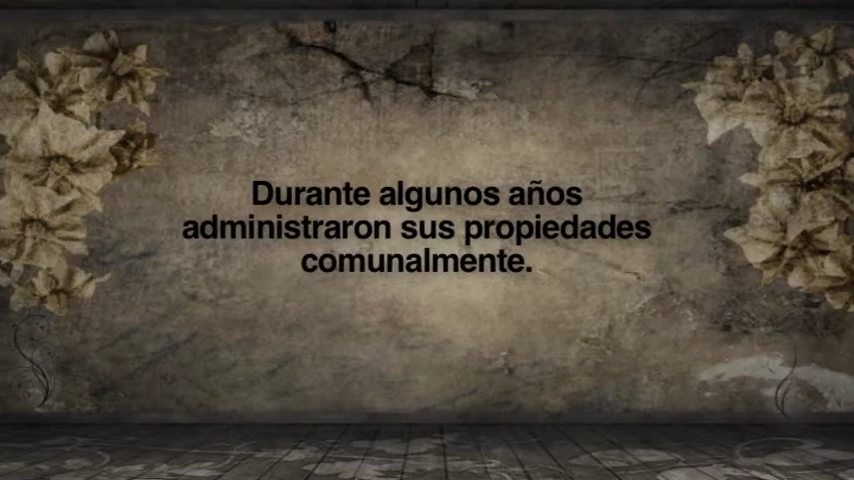 Durante algunos años
administraron sus propiedades
comunalmente.